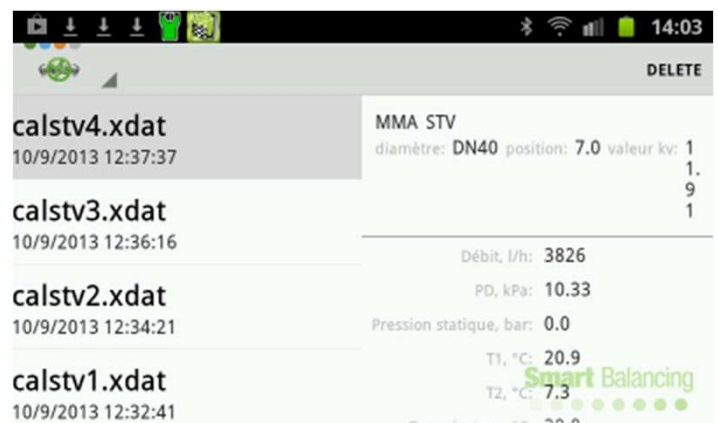 14:03
DELETE
calstv4.xdat
10/9/2013 12:37:37
calstv3.xdat
10/9/2013 12:36:16
calstv2.xdat
10/9/2013 12:34:21
calstv1.xdat
10/9/2013 12:32:41
MMA STV
diamètre: DN40 position: 7.0 valeur kv: 1
1.
9
1
Débit, l/h: 3826
PD, kPa: 10.33
Pression statique, bar: 0.0
T1, °C: 20.9
T2, °C: 7.3
Smart Balancing